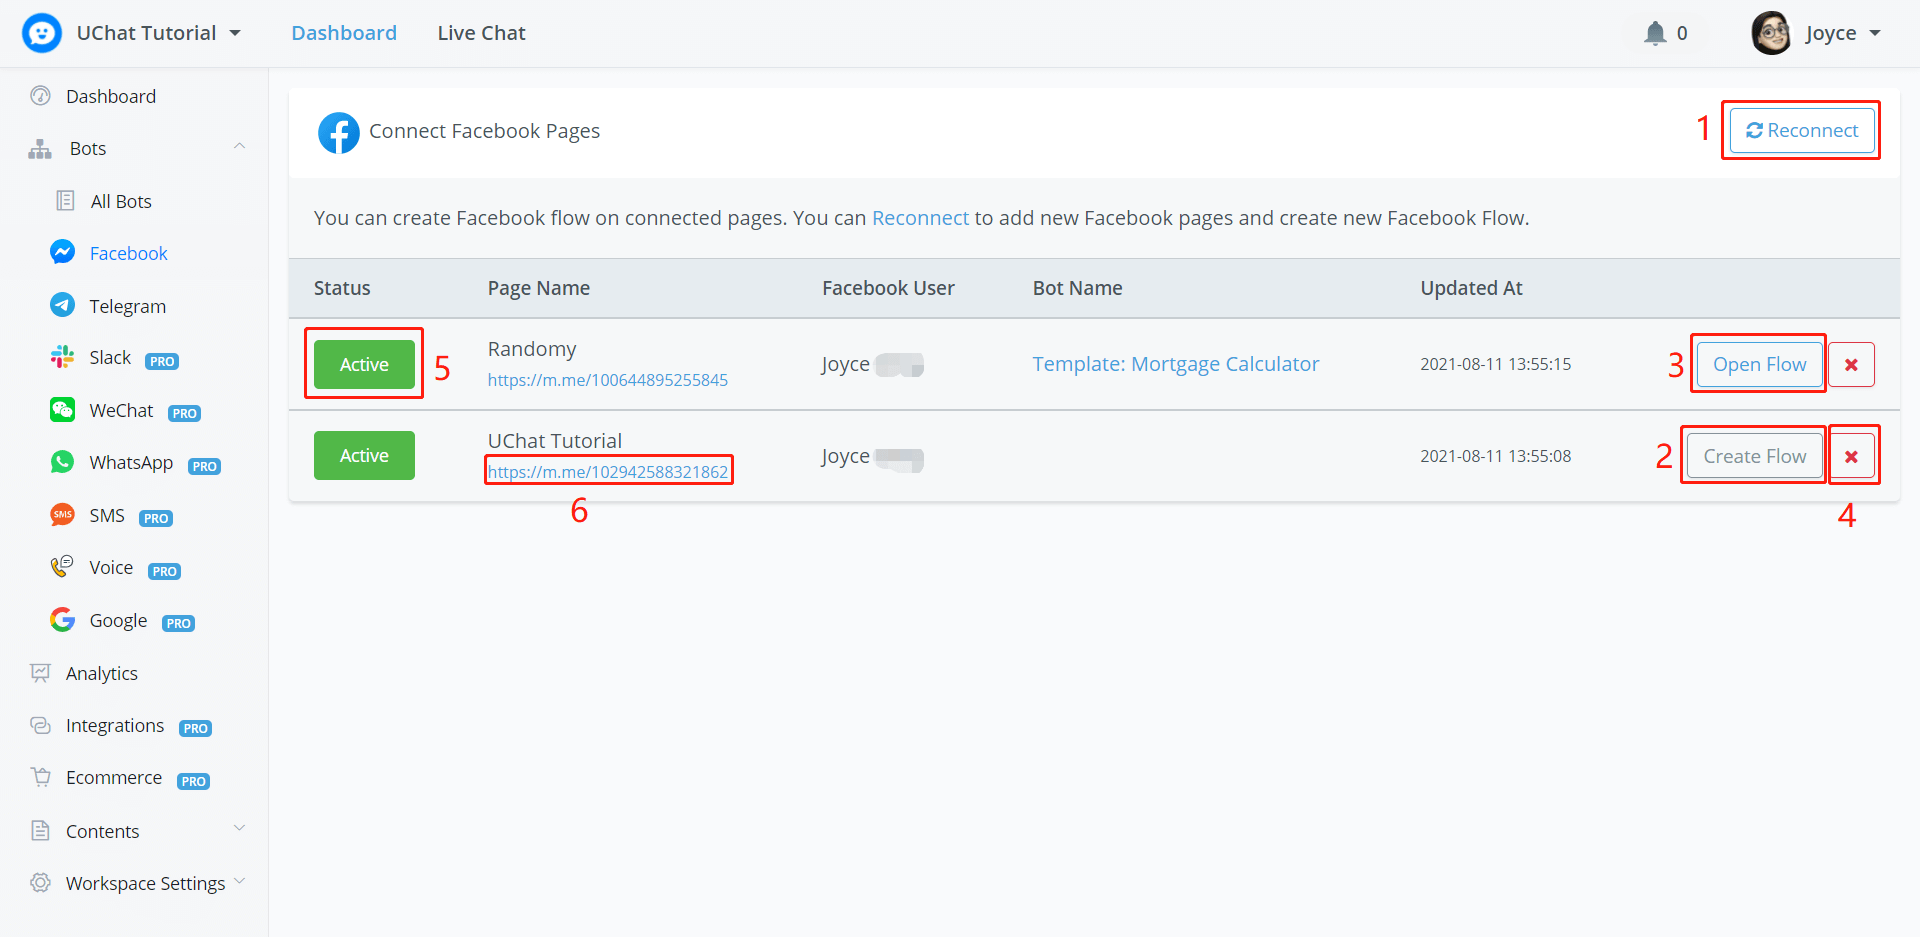 UChat Tutorial
Dashboard
Live Chat
0
Joyce
Dashboard
Bots
All Bots
Facebook
Telegram
Slack PRO
WeChat PRO
WhatsApp PRO
SMS SMS PRO
Voice PRO
Google PRO
Analytics
Integrations PRO
Ecommerce PRO
Contents
Workspace Settings
Connect Facebook Pages
1
Reconnect
You can create Facebook flow on connected pages. You can Reconnect to add new Facebook pages and create new Facebook Flow.
Status Page Name Facebook User Bot Name Updated At
Active 5 Randomy Joyce Template: Mortgage Calculator 2021-08-11 13:55:15 3 Open Flow
https://m.me/100644895255845
Active UChat Tutorial Joyce 2021-08-11 13:55:08 2 Create Flow
https://m.me/102942588321862
6
4